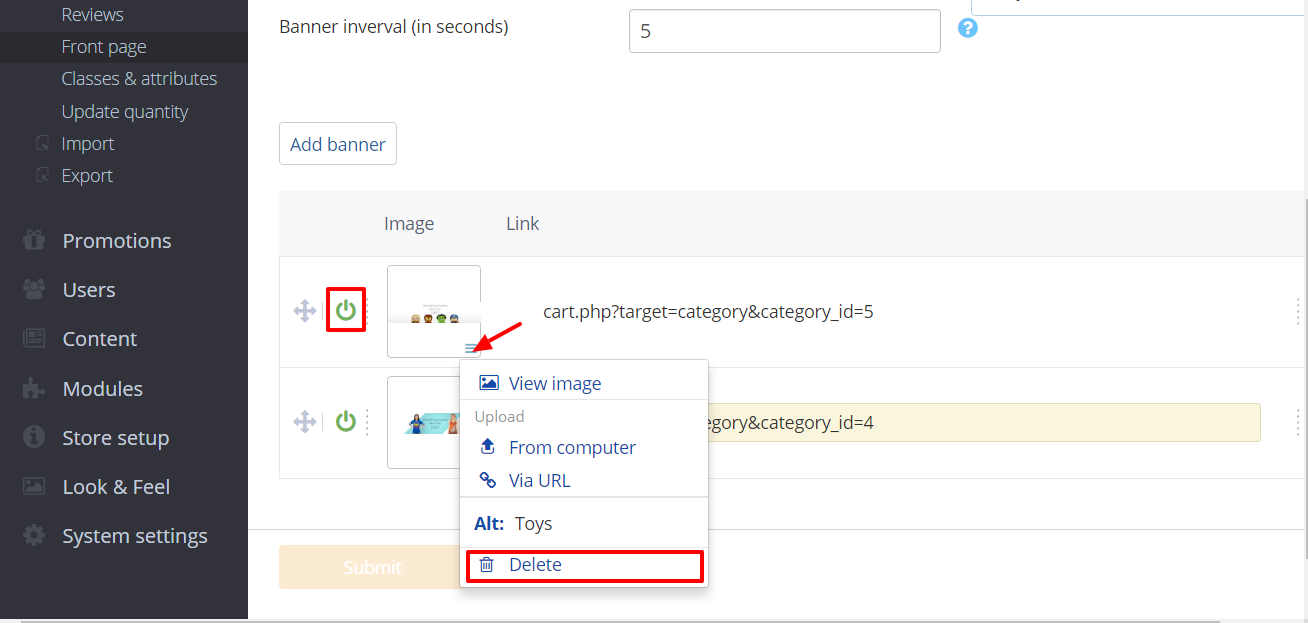 Reviews
Front page
Classes & attributes
Update quantity
Import
Export
Promotions
Users
Content
Modules
Store setup
Look & Feel
System settings
Banner inverval (in seconds)
5
?
Add banner
Image
Link
cart.php?target=category&category_id=5
egory&category_id=4
View image
Upload
From computer
Via URL
Alt: Toys
Delete
Submit